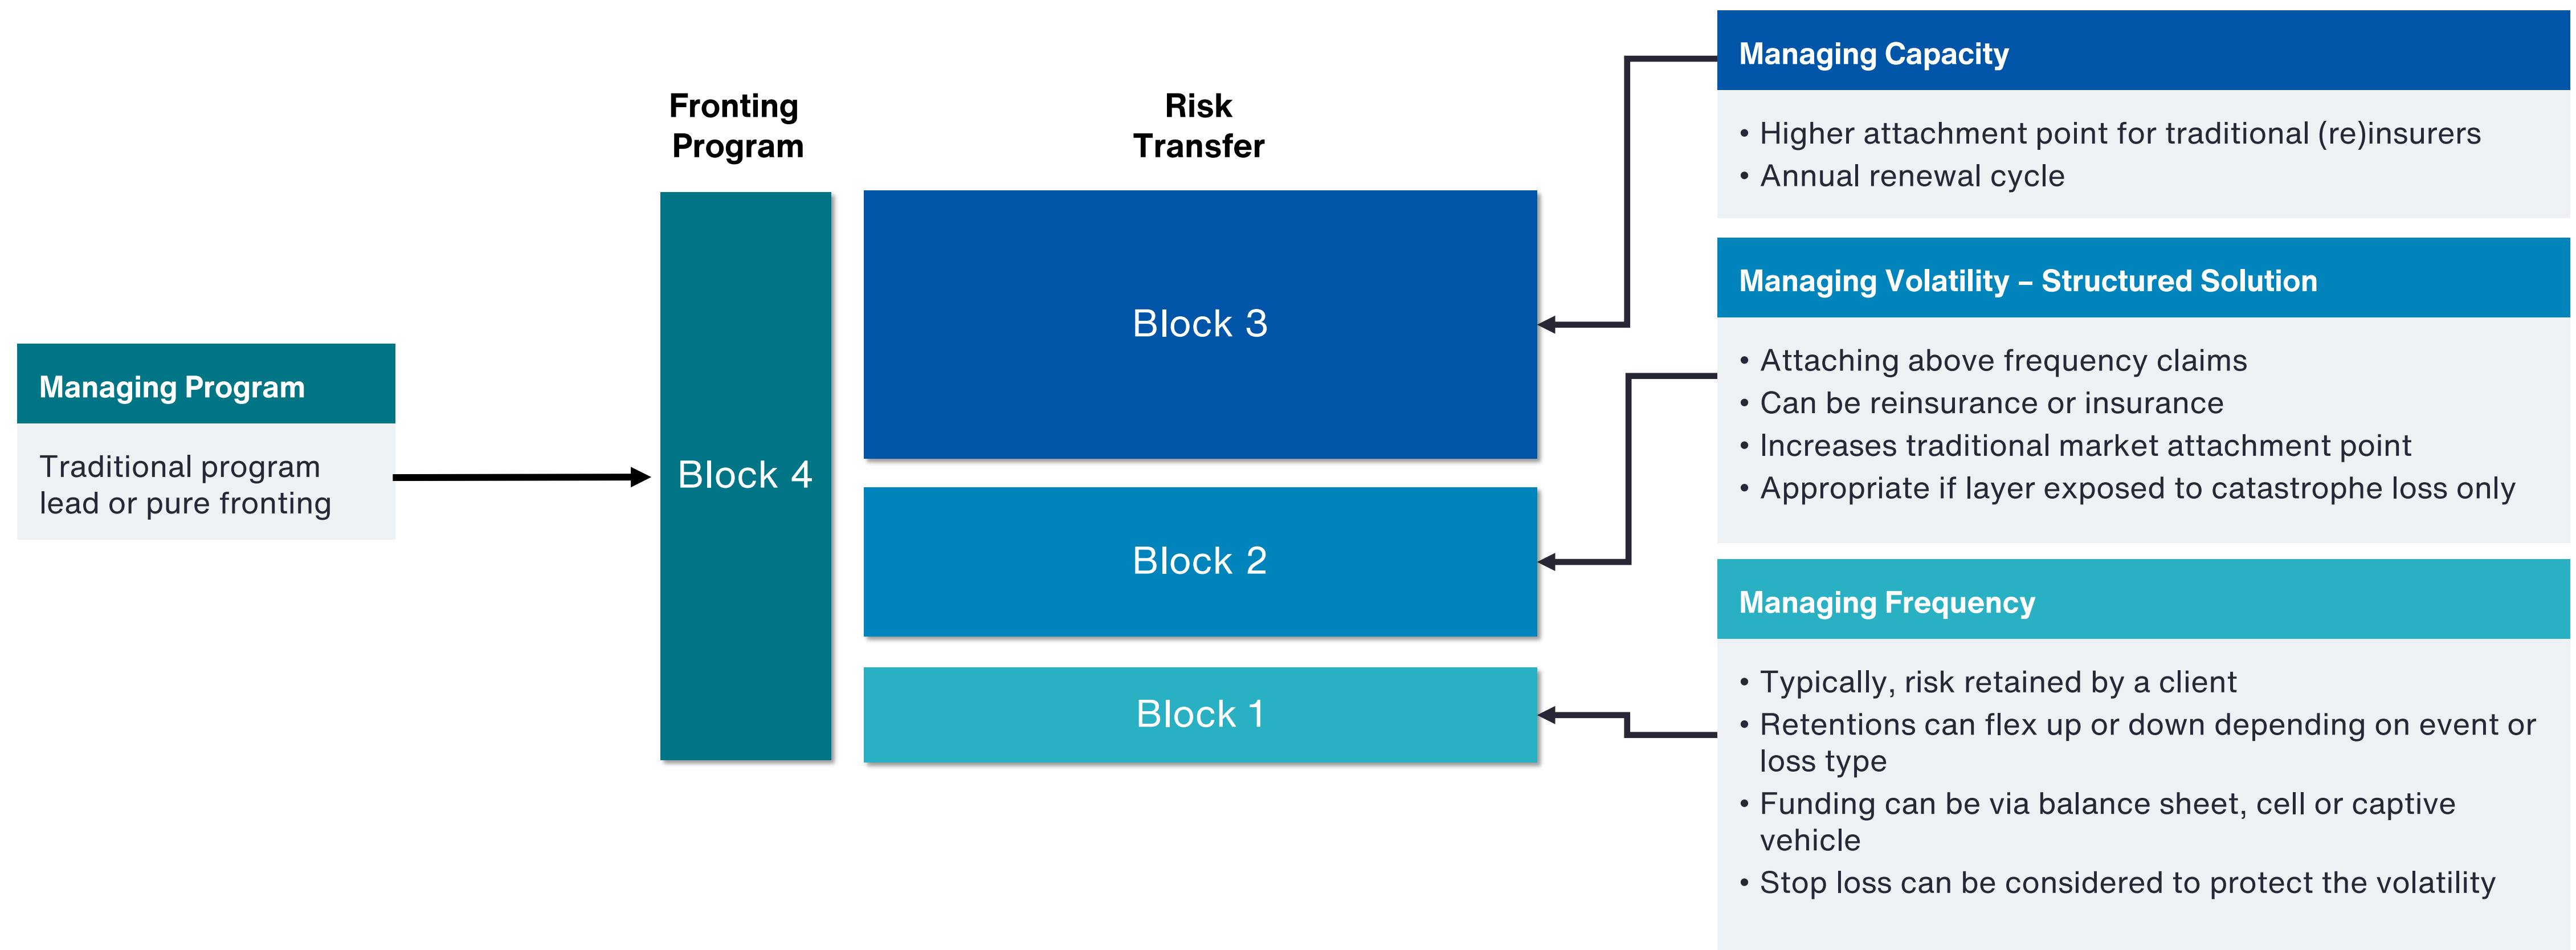 Managing Program
Traditional program
lead or pure fronting
Fronting
Program
Block 4
Risk
Transfer
Block 3
Block 2
Block 1
Managing Capacity
• Higher attachment point for traditional (re)insurers
• Annual renewal cycle
Managing Volatility – Structured Solution
• Attaching above frequency claims
• Can be reinsurance or insurance
• Increases traditional market attachment point
• Appropriate if layer exposed to catastrophe loss only
Managing Frequency
• Typically, risk retained by a client
• Retentions can flex up or down depending on event or
loss type
• Funding can be via balance sheet, cell or captive
vehicle
• Stop loss can be considered to protect the volatility